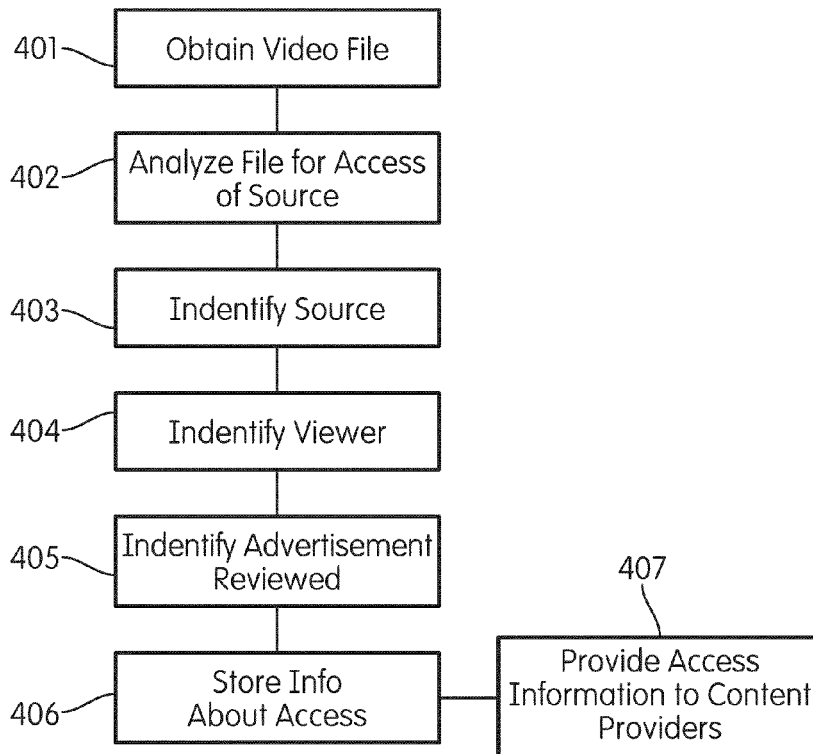 401
Obtain Video File
402
Analyze File for Access
of Source
403
Indentify Source
404
Indentify Viewer
405
Indentify Advertisement
Reviewed
406
Store Info
About Access
407
Provide Access
Information to Content
Providers